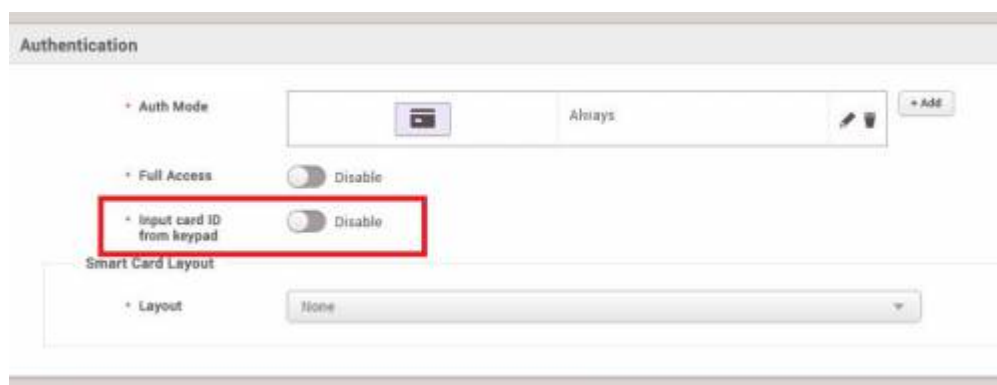 Authentication
Auth Mode
Always
+ Add
Full Access
Disable
Input card ID
from keypad
Disable
Smart Card Layout
Layout
None